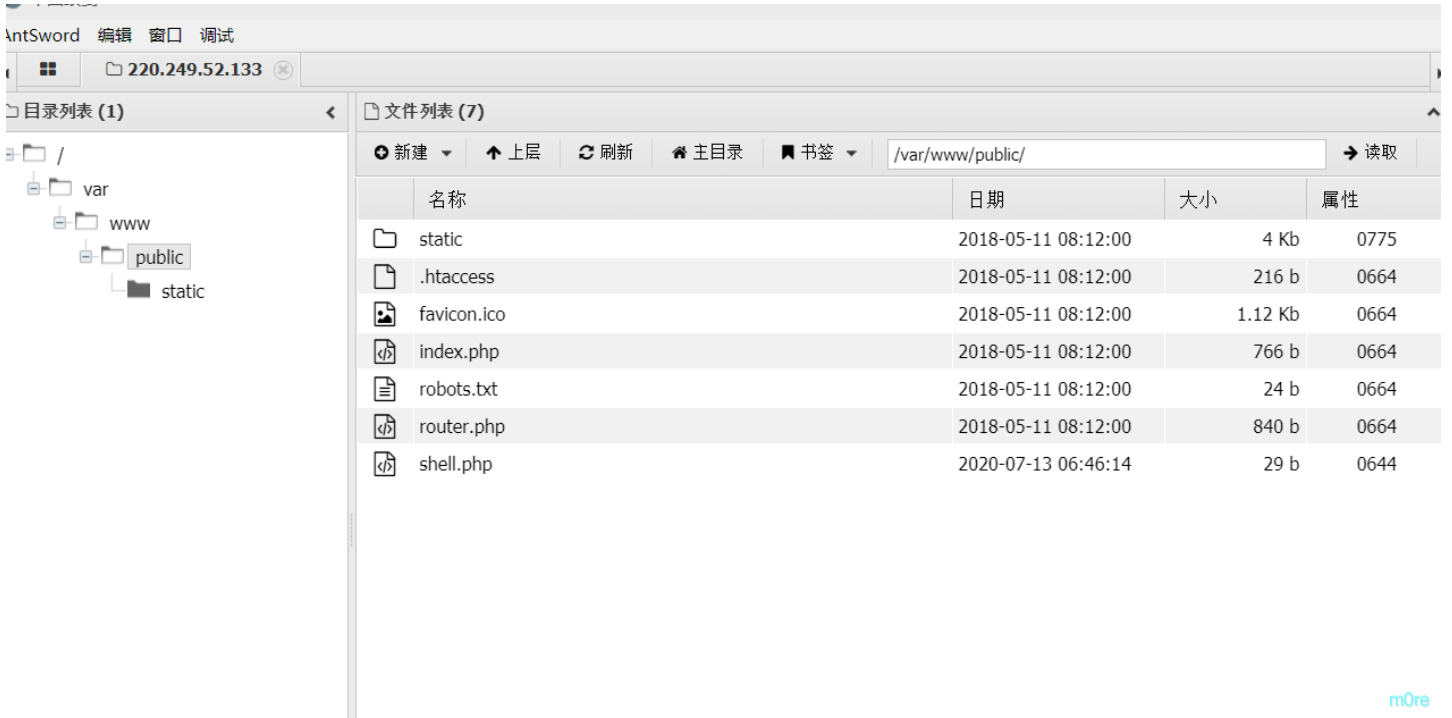 AntSword 编辑 窗口 调试
220.249.52.133
目录列表 (1)
文件列表 (7)
新建 上层 刷新 主目录 书签 /var/www/public/ 读取
/
var
www
public
static
名称 日期 大小 属性
static 2018-05-11 08:12:00 4 Kb 0775
.htaccess 2018-05-11 08:12:00 216 b 0664
favicon.ico 2018-05-11 08:12:00 1.12 Kb 0664
index.php 2018-05-11 08:12:00 766 b 0664
robots.txt 2018-05-11 08:12:00 24 b 0664
router.php 2018-05-11 08:12:00 840 b 0664
shell.php 2020-07-13 06:46:14 29 b 0644
m0re